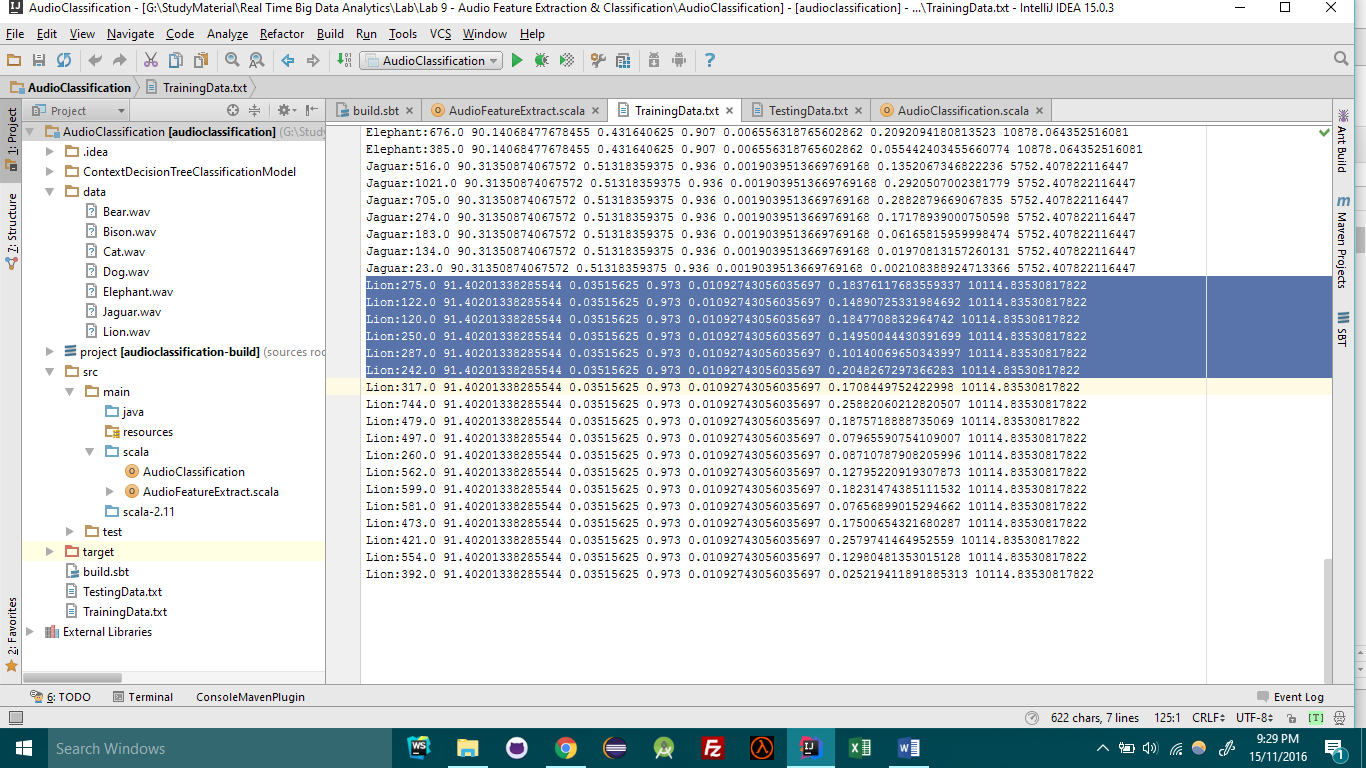 AudioClassification - [G:\StudyMaterial\Real Time Big Data Analytics\Lab\Lab 9 - Audio Feature Extraction & Classification\AudioClassification] - [audioclassification] - ...\TrainingData.txt - IntelliJ IDEA 15.0.3
File Edit View Navigate Code Analyze Refactor Build Run Tools VCS Window Help
AudioClassification
AudioClassification TrainingData.txt
Project
build.sbt AudioFeatureExtract.scala TrainingData.txt TestingData.txt AudioClassification.scala
1: Project
7: Structure
2: Favorites
AudioClassification [audioclassification] (G:\Study
.idea
ContextDecisionTreeClassificationModel
data
Bear.wav
Bison.wav
Cat.wav
Dog.wav
Elephant.wav
Jaguar.wav
Lion.wav
project [audioclassification-build] (sources roo
src
main
java
resources
scala
AudioClassification
AudioFeatureExtract.scala
scala-2.11
test
target
build.sbt
TestingData.txt
TrainingData.txt
External Libraries
Elephant:676.0 90.14068477678455 0.431640625 0.907 0.006556318765602862 0.2092094180813523 10878.064352516081
Elephant:385.0 90.14068477678455 0.431640625 0.907 0.006556318765602862 0.055442403455660774 10878.064352516081
Jaguar:516.0 90.31350874067572 0.51318359375 0.936 0.0019039513669769168 0.1352067346822236 5752.407822116447
Jaguar:1021.0 90.31350874067572 0.51318359375 0.936 0.0019039513669769168 0.2920507002381779 5752.407822116447
Jaguar:705.0 90.31350874067572 0.51318359375 0.936 0.0019039513669769168 0.2882879669067835 5752.407822116447
Jaguar:274.0 90.31350874067572 0.51318359375 0.936 0.0019039513669769168 0.17178939000750598 5752.407822116447
Jaguar:183.0 90.31350874067572 0.51318359375 0.936 0.0019039513669769168 0.06165815959998474 5752.407822116447
Jaguar:134.0 90.31350874067572 0.51318359375 0.936 0.0019039513669769168 0.01970813157260131 5752.407822116447
Jaguar:23.0 90.31350874067572 0.51318359375 0.936 0.0019039513669769168 0.002108388924713366 5752.407822116447
Lion:275.0 91.40201338285544 0.03515625 0.973 0.01092743056035697 0.18376117683559337 10114.83530817822
Lion:122.0 91.40201338285544 0.03515625 0.973 0.01092743056035697 0.14890725331984692 10114.83530817822
Lion:120.0 91.40201338285544 0.03515625 0.973 0.01092743056035697 0.1847708832964742 10114.83530817822
Lion:250.0 91.40201338285544 0.03515625 0.973 0.01092743056035697 0.14950044430391699 10114.83530817822
Lion:287.0 91.40201338285544 0.03515625 0.973 0.01092743056035697 0.10140069650343997 10114.83530817822
Lion:242.0 91.40201338285544 0.03515625 0.973 0.01092743056035697 0.2048267297366283 10114.83530817822
Lion:317.0 91.40201338285544 0.03515625 0.973 0.01092743056035697 0.1708449752422998 10114.83530817822
Lion:744.0 91.40201338285544 0.03515625 0.973 0.01092743056035697 0.25882060212820507 10114.83530817822
Lion:479.0 91.40201338285544 0.03515625 0.973 0.01092743056035697 0.1875718888735069 10114.83530817822
Lion:497.0 91.40201338285544 0.03515625 0.973 0.01092743056035697 0.07965590754109007 10114.83530817822
Lion:260.0 91.40201338285544 0.03515625 0.973 0.01092743056035697 0.08710787908205996 10114.83530817822
Lion:562.0 91.40201338285544 0.03515625 0.973 0.01092743056035697 0.12795220919307873 10114.83530817822
Lion:599.0 91.40201338285544 0.03515625 0.973 0.01092743056035697 0.18231474385111532 10114.83530817822
Lion:581.0 91.40201338285544 0.03515625 0.973 0.01092743056035697 0.07656899015294662 10114.83530817822
Lion:473.0 91.40201338285544 0.03515625 0.973 0.01092743056035697 0.17500654321680287 10114.83530817822
Lion:421.0 91.40201338285544 0.03515625 0.973 0.01092743056035697 0.2579741464952559 10114.83530817822
Lion:554.0 91.40201338285544 0.03515625 0.973 0.01092743056035697 0.12980481353015128 10114.83530817822
Lion:392.0 91.40201338285544 0.03515625 0.973 0.01092743056035697 0.025219411891885313 10114.83530817822
Ant Build
Maven Projects
SBT
6: TODO Terminal ConsoleMavenPlugin Event Log
622 chars, 7 lines 125:1 CRLF UTF-8 [T]
Search Windows
9:29 PM
15/11/2016
1